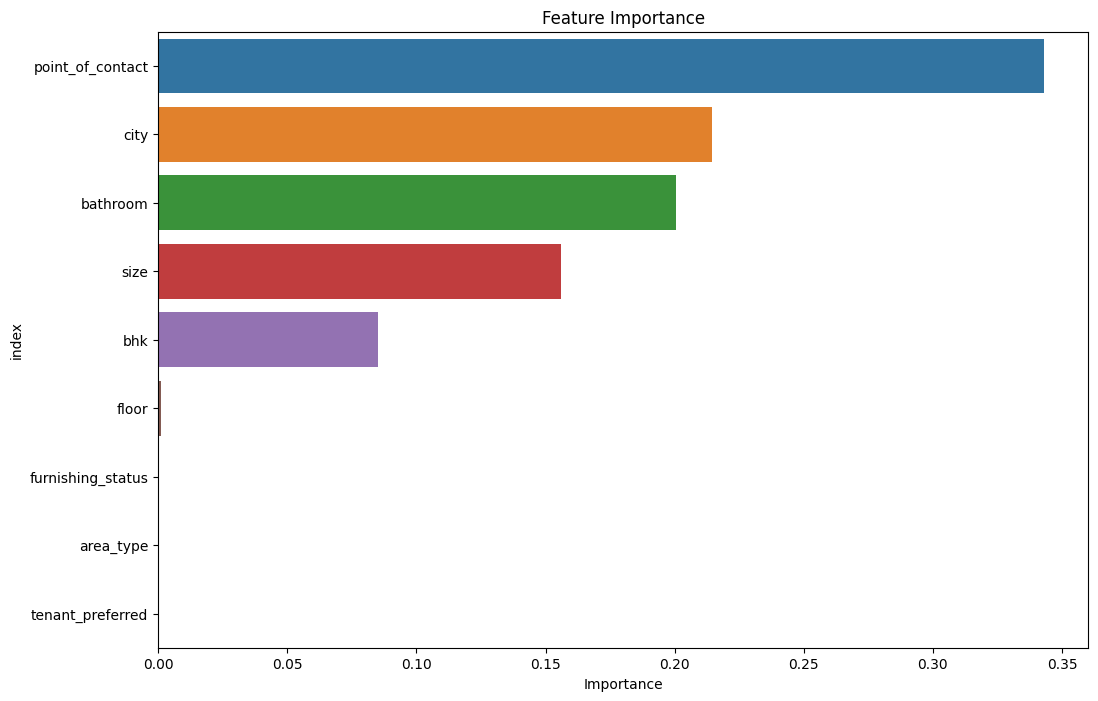 Feature Importance
point_of_contact
city
bathroom
size
bhk
floor
furnishing_status
area_type
tenant_preferred
index
0.00 0.05 0.10 0.15 0.20 0.25 0.30 0.35
Importance